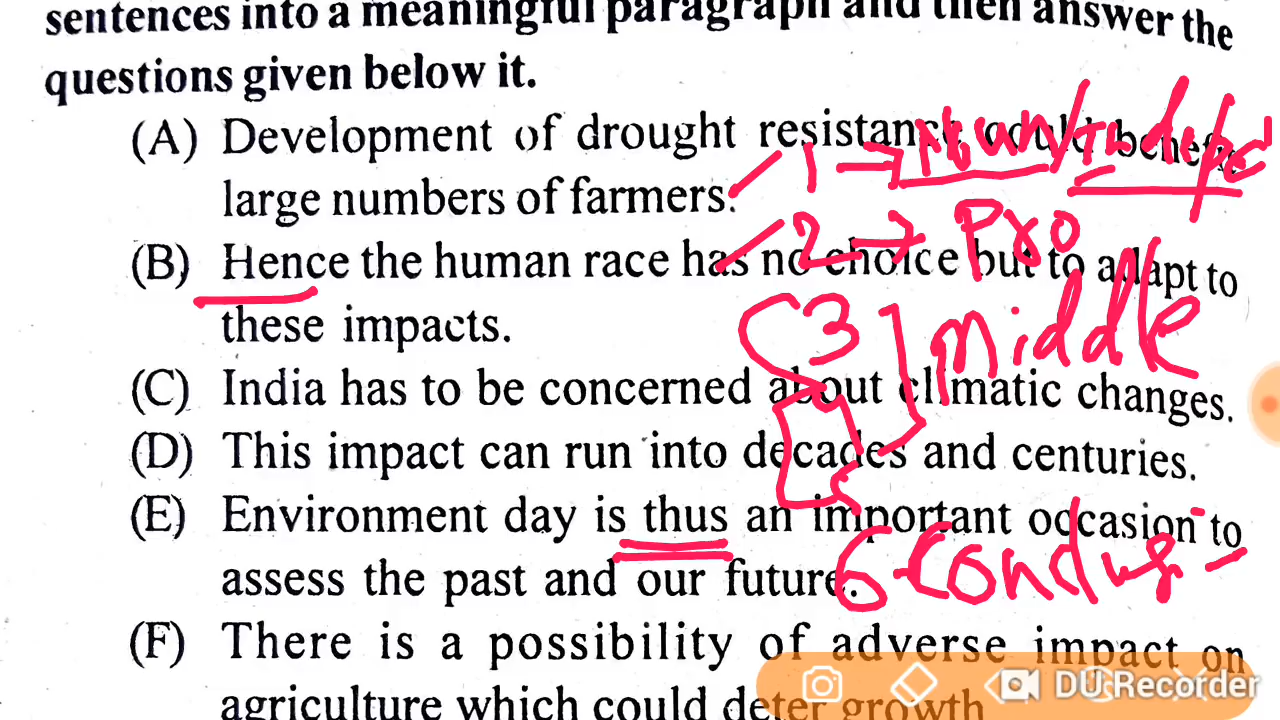 sentences into a meaningful paragraph and then answer the
questions given below it.
(A) Development of drought resistance could benefit
large numbers of farmers.
1 → Noun/Indepe
(B) Hence the human race has no choice but to adapt to
2 → Pro
these impacts.
3
middle
(C) India has to be concerned about climatic changes.
(D) This impact can run into decades and centuries.
5
(E) Environment day is thus an important occasion to
assess the past and our future.
6
(F) There is a possibility of adverse impact on
agriculture which could deter growth
DU Recorder